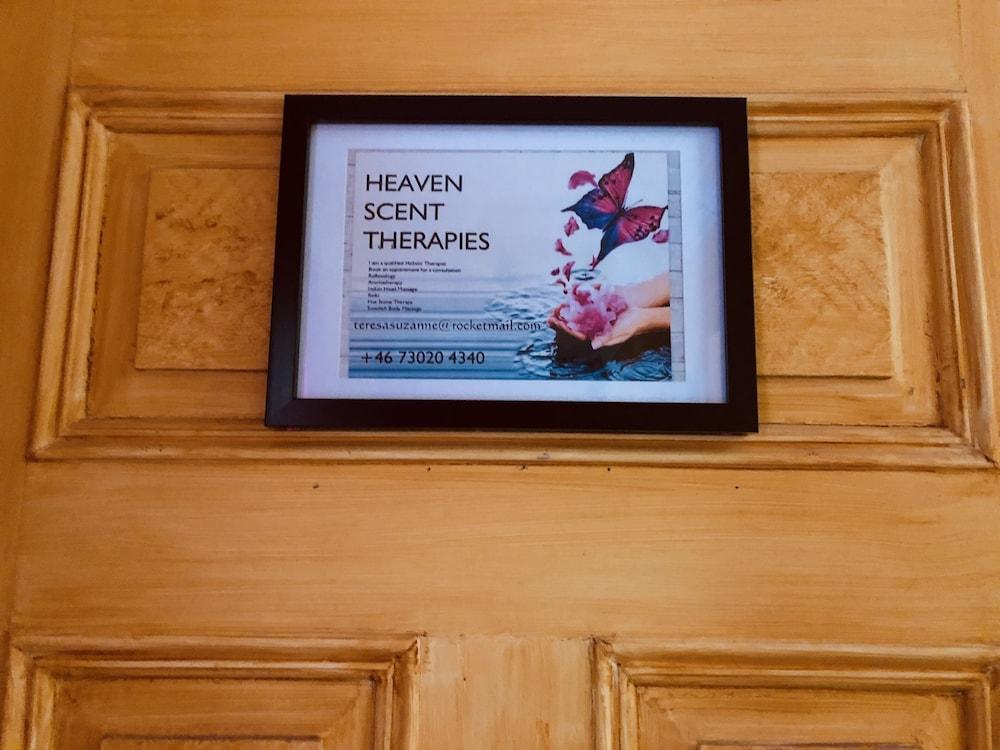 HEAVEN
SCENT
THERAPIES
I am a qualified Holistic Therapist
Book an appointment for a consultation
Reflexology
Aromatherapy
Indian Head Massage
Reiki
Hot Stone Therapy
Swedish Body Massage
teresasuzanne@rocketmail.com
+46 73020 4340